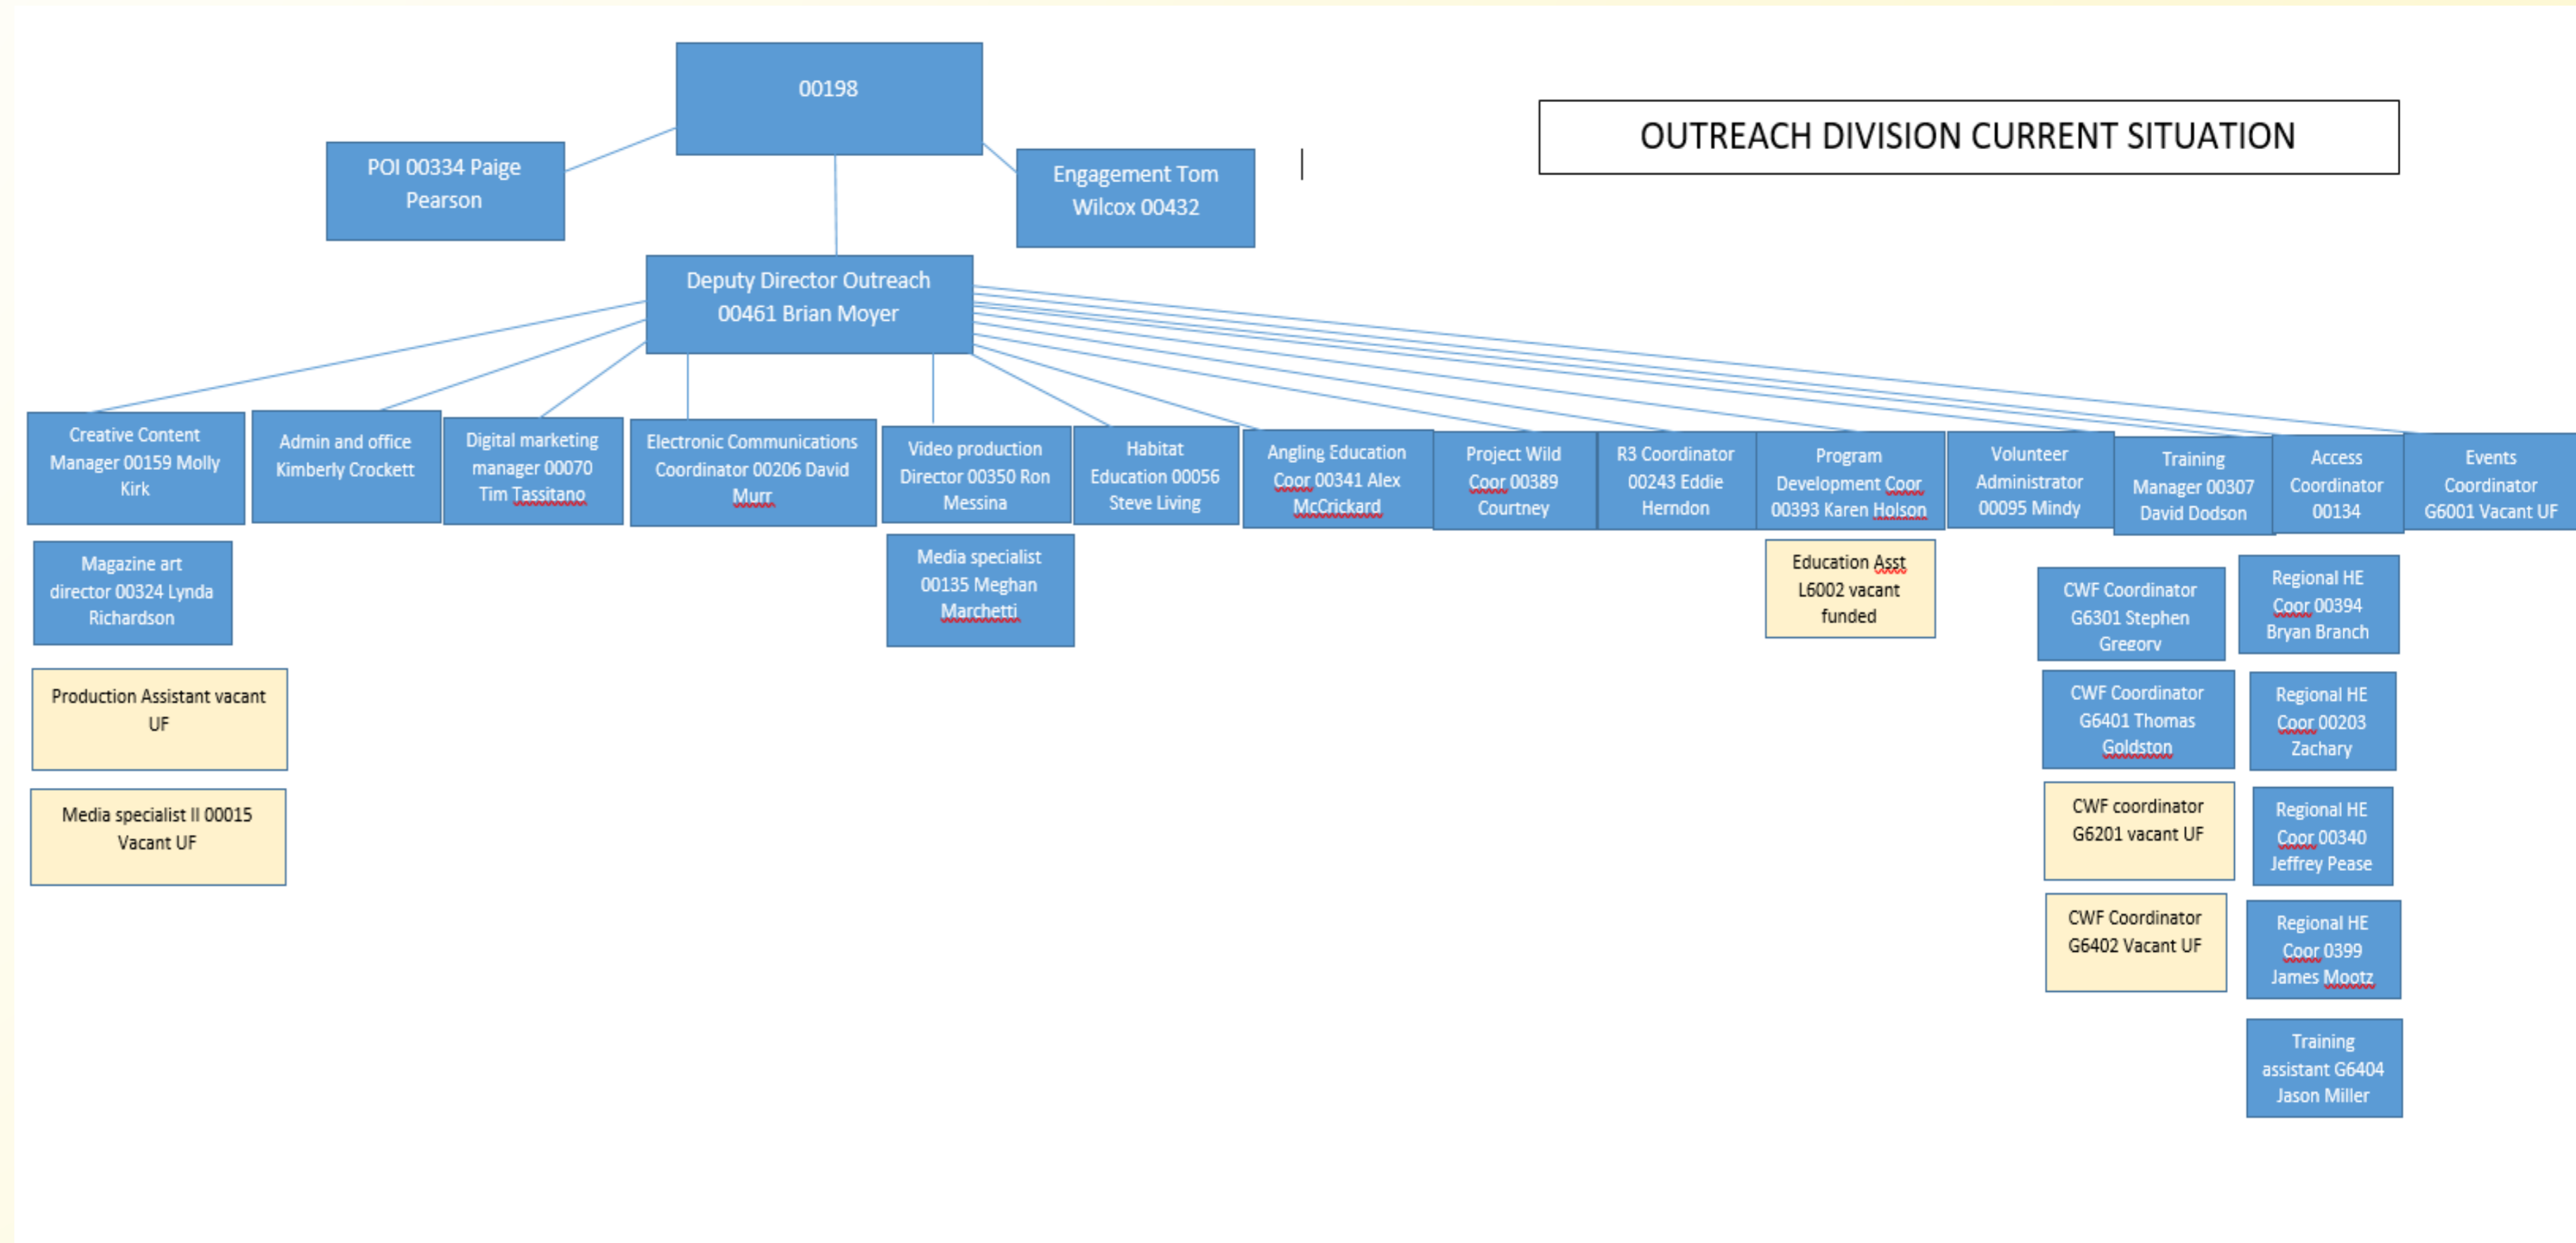 00198
OUTREACH DIVISION CURRENT SITUATION
POI 00334 Paige
Pearson
Engagement Tom
Wilcox 00432
Deputy Director Outreach
00461 Brian Moyer
Creative Content
Manager 00159 Molly
Kirk
Admin and office
Kimberly Crockett
Digital marketing
manager 00070
Tim Tassitano
Electronic Communications
Coordinator 00206 David
Murr
Video production
Director 00350 Ron
Messina
Habitat
Education 00056
Steve Living
Angling Education
Coor 00341 Alex
McCrickard
Project Wild
Coor 00389
Courtney
R3 Coordinator
00243 Eddie
Herndon
Program
Development Coor
00393 Karen Holson
Volunteer
Administrator
00095 Mindy
Training
Manager 00307
David Dodson
Access
Coordinator
00134
Events
Coordinator
G6001 Vacant UF
Magazine art
director 00324 Lynda
Richardson
Production Assistant vacant
UF
Media specialist II 00015
Vacant UF
Media specialist
00135 Meghan
Marchetti
Education Asst
L6002 vacant
funded
CWF Coordinator
G6301 Stephen
Gregory
CWF Coordinator
G6401 Thomas
Goldston
CWF coordinator
G6201 vacant UF
CWF Coordinator
G6402 Vacant UF
Regional HE
Coor 00394
Bryan Branch
Regional HE
Coor 00203
Zachary
Regional HE
Coor 00340
Jeffrey Pease
Regional HE
Coor 0399
James Mootz
Training
assistant G6404
Jason Miller